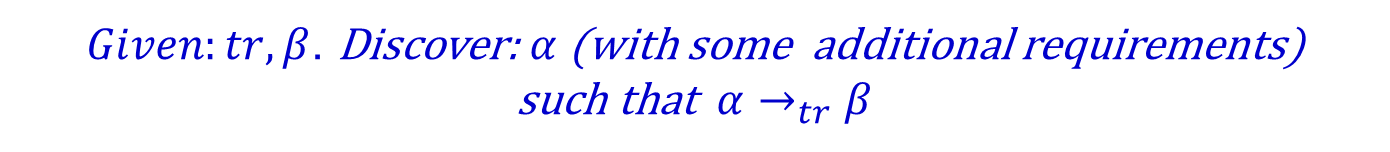 Given: tr, β. Discover: α (with some additional requirements)
such that α →tr β